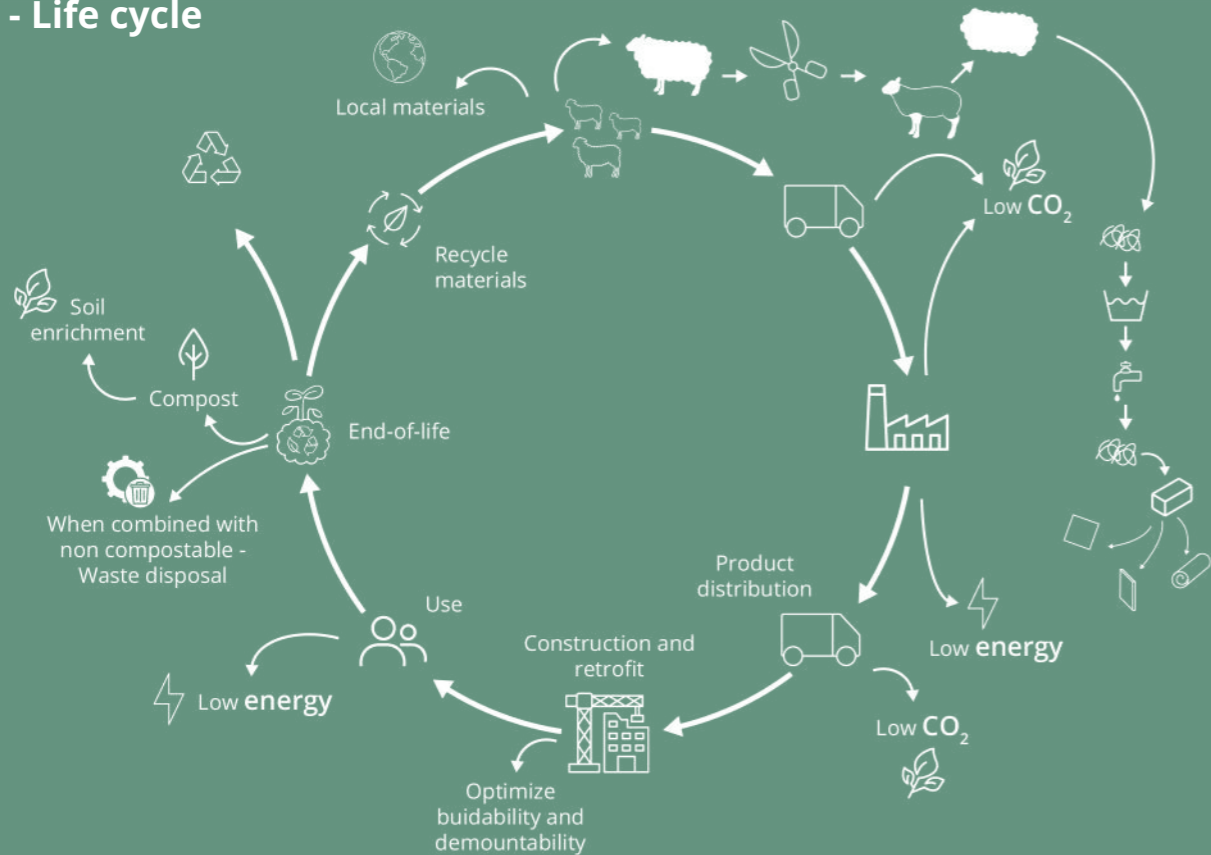 - Life cycle
Local materials
Low CO₂
Recycle
materials
Soil
enrichment
Compost
End-of-life
When combined with
non compostable -
Waste disposal
Product
distribution
Use
Construction and
retrofit
Low energy
Low energy
Low CO₂
Optimize
buidability and
demountability